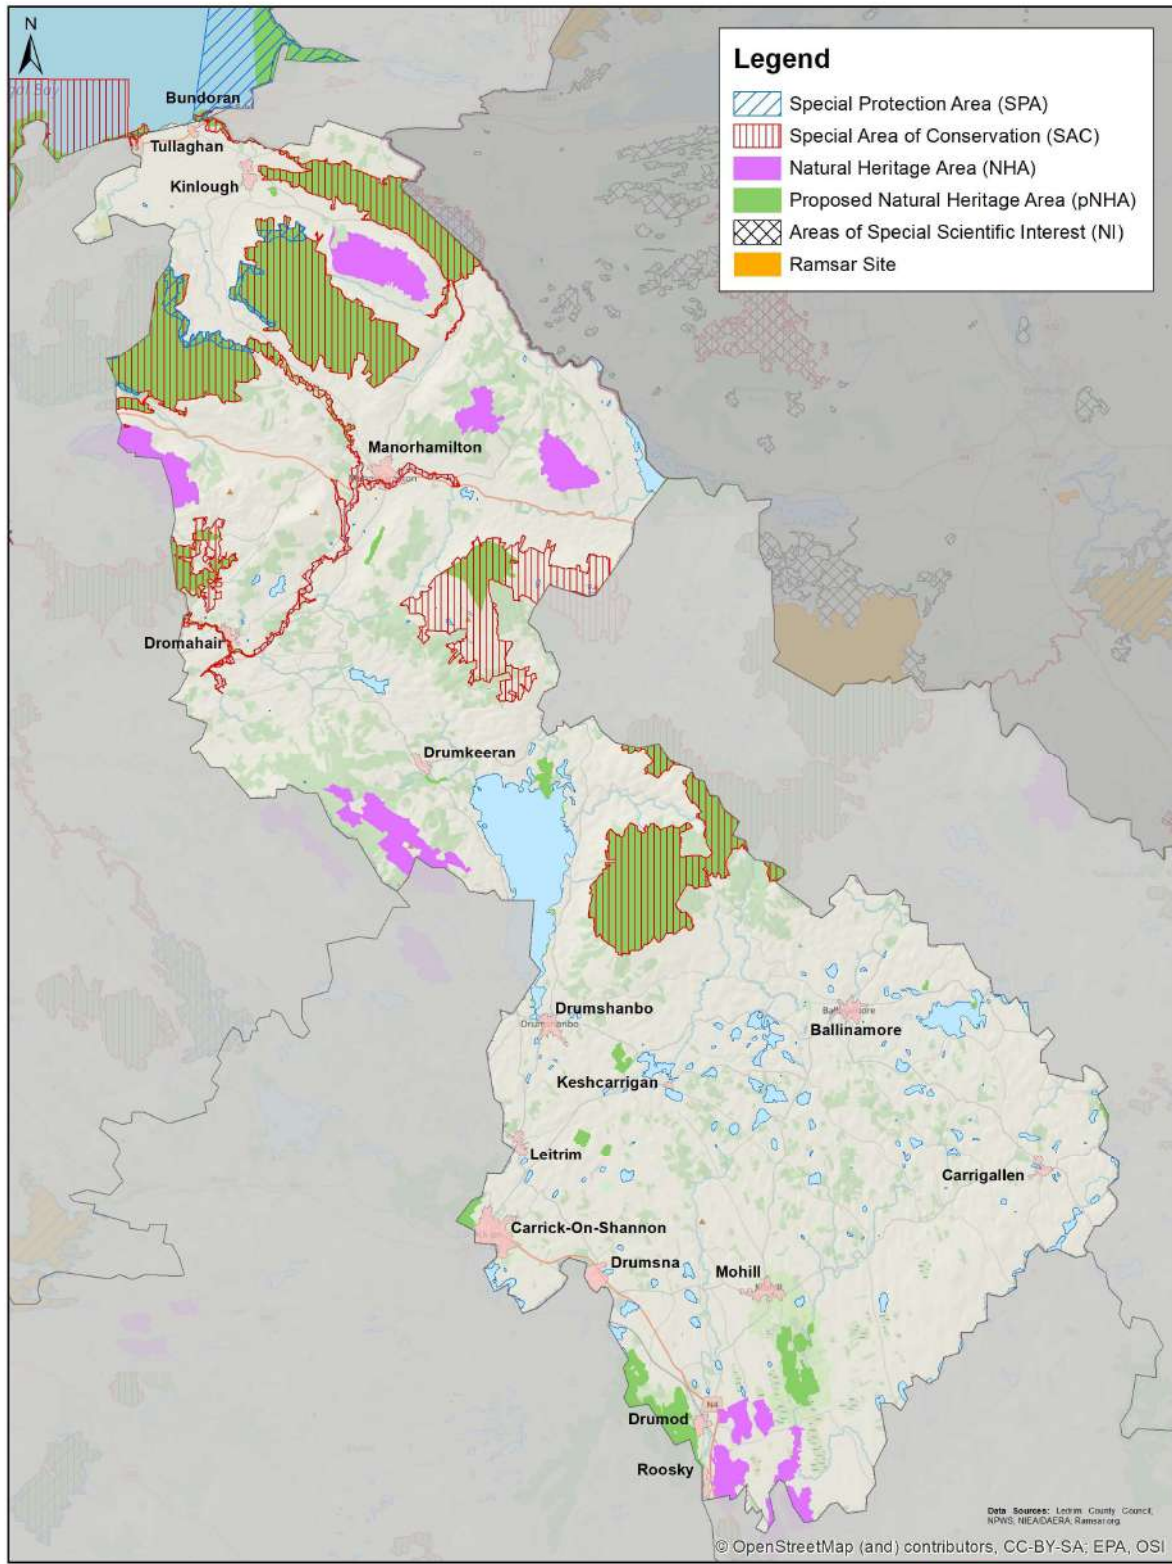 N
Legend
Special Protection Area (SPA)
Special Area of Conservation (SAC)
Natural Heritage Area (NHA)
Proposed Natural Heritage Area (pNHA)
Areas of Special Scientific Interest (NI)
Ramsar Site
Bundoran
Tullaghan
Kinlough
Manorhamilton
Dromahair
Drumkeeran
Drumshanbo
Drumshanbo
Ballinamore
Keshcarrigan
Leitrim
Carrigallen
Carrick-On-Shannon
Drumsna
Mohill
N4
Drumod
Roosky
Data Sources: Leitrim County Council,
NPWS, NIEA/DAERA, Ramsar.org.
© OpenStreetMap (and) contributors, CC-BY-SA; EPA, OSI